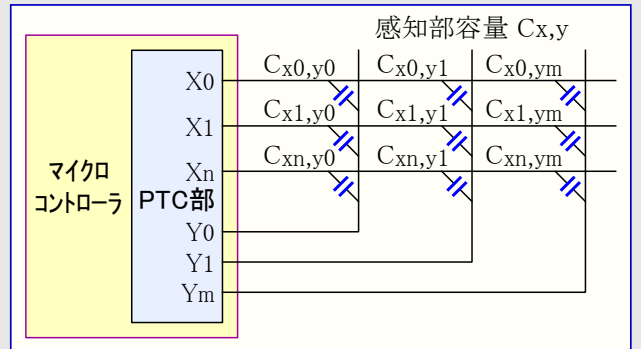 感知部容量 Cx,y
Cx0,y0 Cx0,y1 Cx0,ym
X0
Cx1,y0 Cx1,y1 Cx1,ym
X1
Cxn,y0 Cxn,y1 Cxn,ym
Xn
マイクロ
コントローラ
PTC部
Y0
Y1
Ym